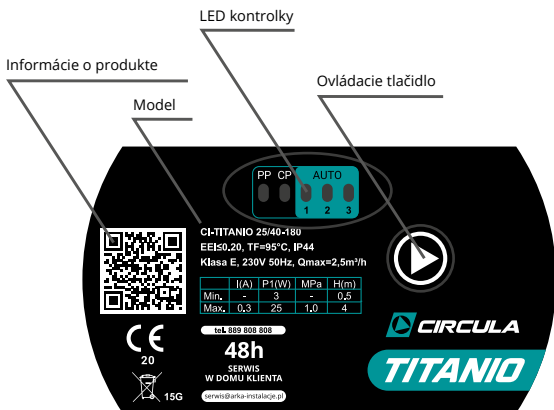 LED kontrolky
Informácie o produkte
Ovládacie tlačidlo
Model
PP CP AUTO
1 2 3
CI-TITANIO 25/40-180
EEI≤0.20, TF=95°C, IP44
Klasa E, 230V 50Hz, Qmax=2,5m³/h
I(A) P1(W) MPa H(m)
Min. - 3 - 0.5
Max. 0.3 25 1.0 4
tel. 889 808 808
48h
SERWIS
W DOMU KLIENTA
serwis@arka-instalacje.pl
CE
20
15G
CIRCULA
TITANIO